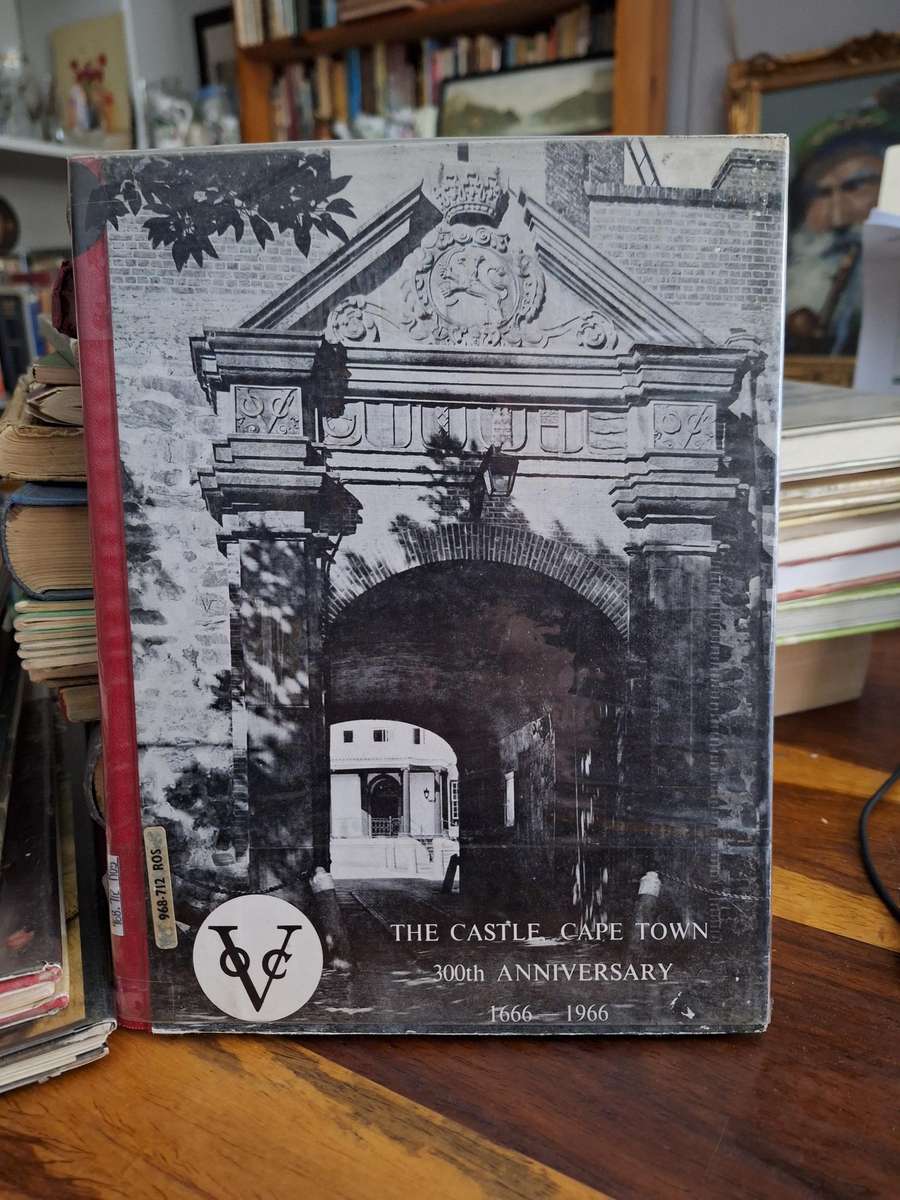 THE CASTLE, CAPE TOWN
300th ANNIVERSARY
1666 — 1966
VOC
968·712 ROS